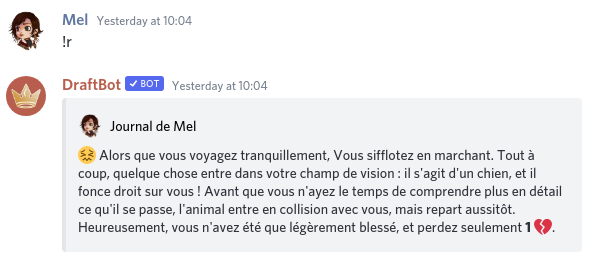 Mel Yesterday at 10:04
!r
DraftBot BOT Yesterday at 10:04
Journal de Mel
😣 Alors que vous voyagez tranquillement, Vous sifflotez en marchant. Tout à
coup, quelque chose entre dans votre champ de vision : il s'agit d'un chien, et il
fonce droit sur vous ! Avant que vous n'ayez le temps de comprendre plus en détail
ce qu'il se passe, l'animal entre en collision avec vous, mais repart aussitôt.
Heureusement, vous n'avez été que légèrement blessé, et perdez seulement 1 💔.